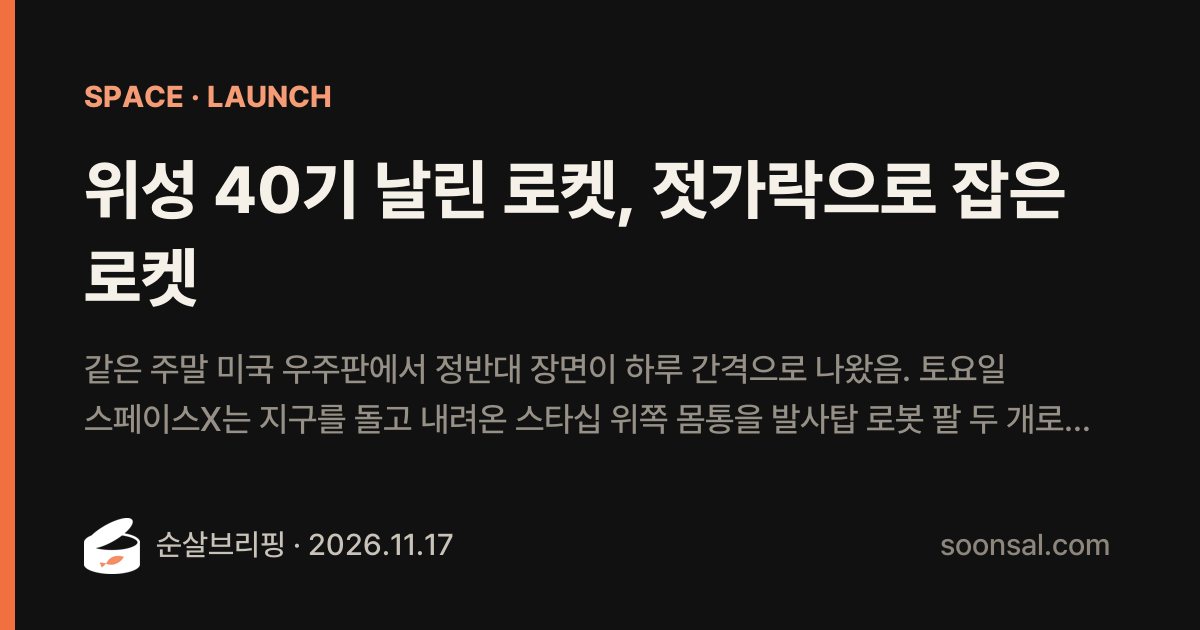 SPACE · LAUNCH
위성 40기 날린 로켓, 젓가락으로 잡은
로켓
같은 주말 미국 우주판에서 정반대 장면이 하루 간격으로 나왔음. 토요일
스페이스X는 지구를 돌고 내려온 스타십 위쪽 몸통을 발사탑 로봇 팔 두 개로...
순살브리핑 · 2026.11.17
soonsal.com